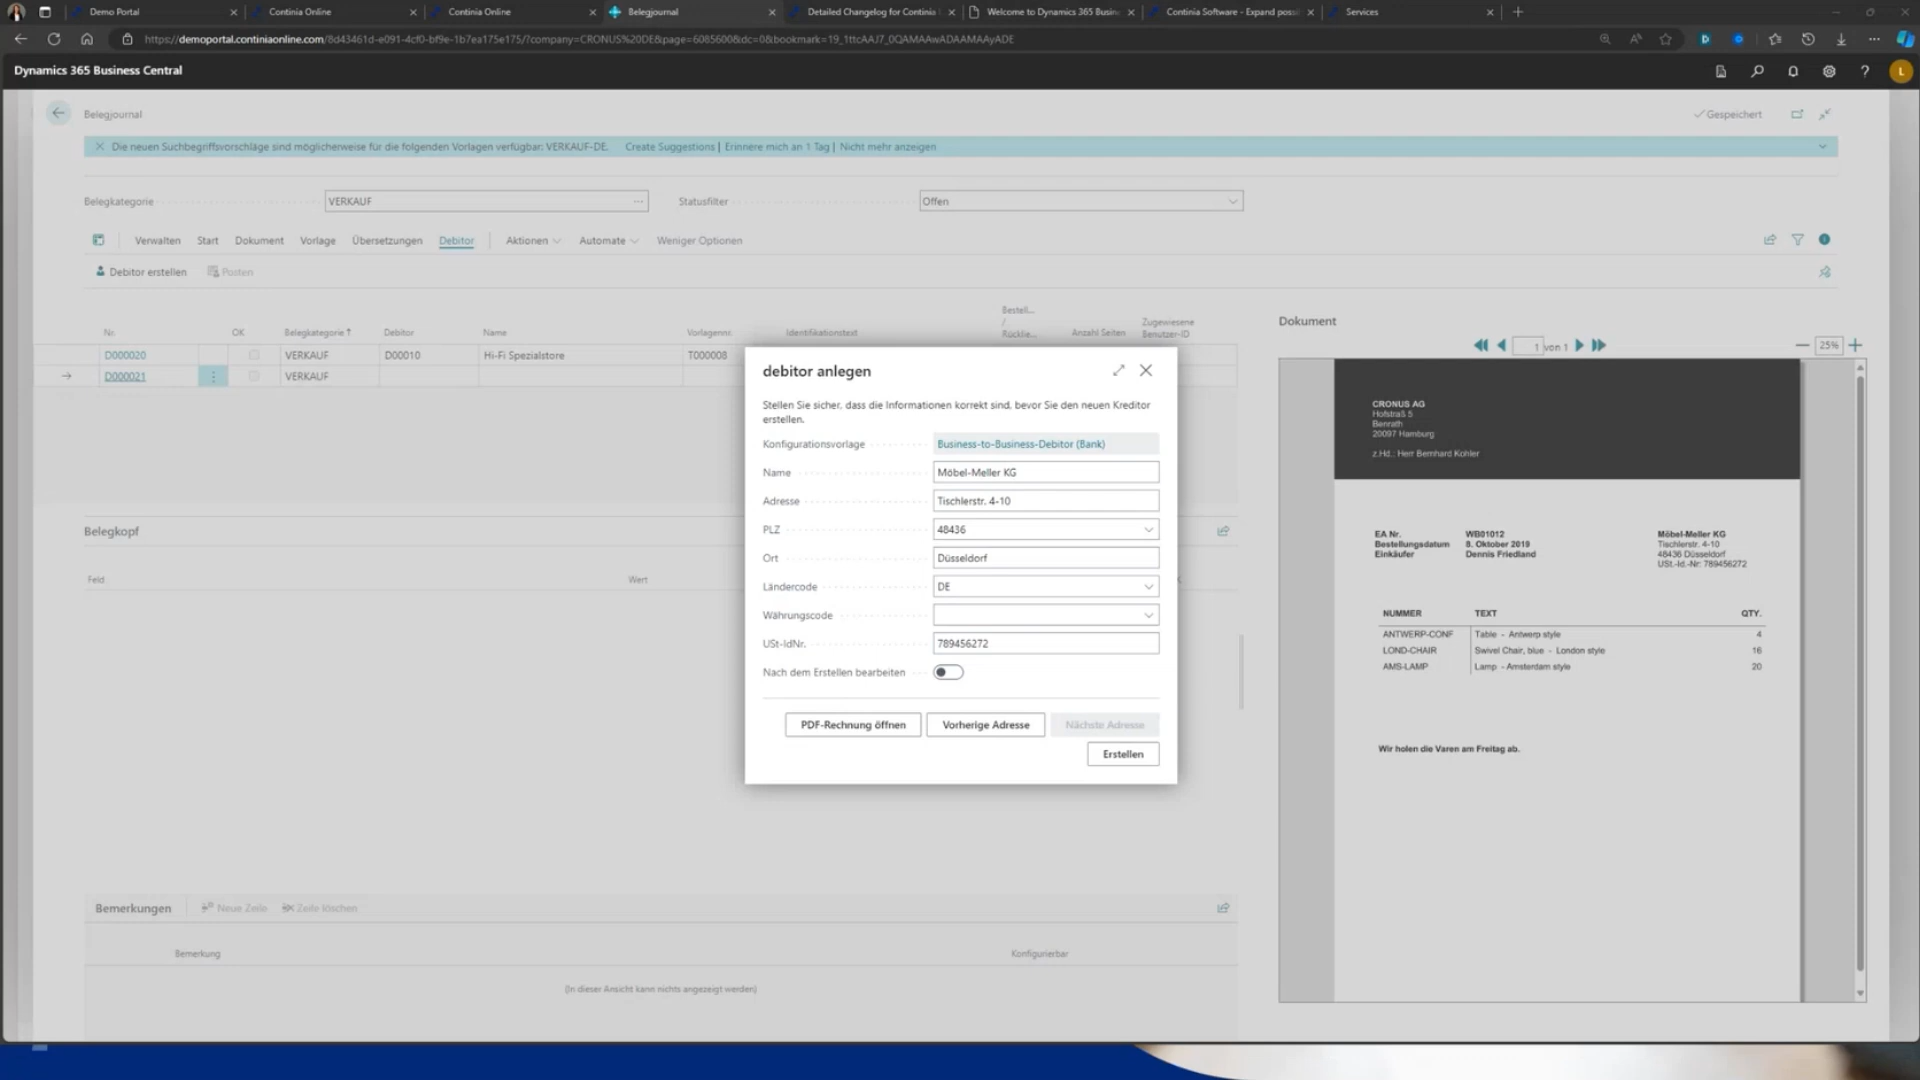 Demo Portal
Continia Online
Continia Online
Belegjournal
Detailed Changelog for Continia
Welcome to Dynamics 365 Busin
Continia Software - Expand possi
Services
https://demoportal.continiaonline.com/8d43461d-e091-4cf0-bf9e-1b7ea175e175/?company=CRONUS%20DE&page=6085600&dc=0&bookmark=19_1ttcAAJ7_0QAMAAwADAAMAAyADE
Dynamics 365 Business Central
L
Belegjournal
Gespeichert
Die neuen Suchbegriffsvorschläge sind möglicherweise für die folgenden Vorlagen verfügbar: VERKAUF-DE. Create Suggestions | Erinnere mich an 1 Tag | Nicht mehr anzeigen
Belegkategorie VERKAUF Statusfilter Offen
Verwalten Start Dokument Vorlage Übersetzungen Debitor Aktionen Automate Weniger Optionen
Debitor erstellen Posten
Nr. OK Belegkategorie ↑ Debitor Name Vorlagennr. Identifikationstext Bestell... / Rücklie... Anzahl Seiten Zugewiesene Benutzer-ID
D000020 VERKAUF D00010 Hi-Fi Spezialstore T000008
→ D000021 VERKAUF
Dokument
1 von 1 25%
debitor anlegen
Stellen Sie sicher, dass die Informationen korrekt sind, bevor Sie den neuen Kreditor
erstellen.
Konfigurationsvorlage Business-to-Business-Debitor (Bank)
Name Möbel-Meller KG
Adresse Tischlerstr. 4-10
PLZ 48436
Ort Düsseldorf
Ländercode DE
Währungscode
USt-IdNr. 789456272
Nach dem Erstellen bearbeiten
PDF-Rechnung öffnen Vorherige Adresse Nächste Adresse
Erstellen
Belegkopf
Feld Wert
Bemerkungen Neue Zeile Zeile löschen
Bemerkung Konfigurierbar
(In dieser Ansicht kann nichts angezeigt werden)
CRONUS AG
Hofstraß 5
Benrath
20097 Hamburg
z.Hd.: Herr Bernhard Kohler
EA Nr. WB01012 Möbel-Meller KG
Bestellungsdatum 8. Oktober 2019 Tischlerstr. 4-10
Einkäufer Dennis Friedland 48436 Düsseldorf
USt.-Id.-Nr: 789456272
NUMMER TEXT QTY.
ANTWERP-CONF Table - Antwerp style 4
LOND-CHAIR Swivel Chair, blue - London style 16
AMS-LAMP Lamp - Amsterdam style 20
Wir holen die Varen am Freitag ab.